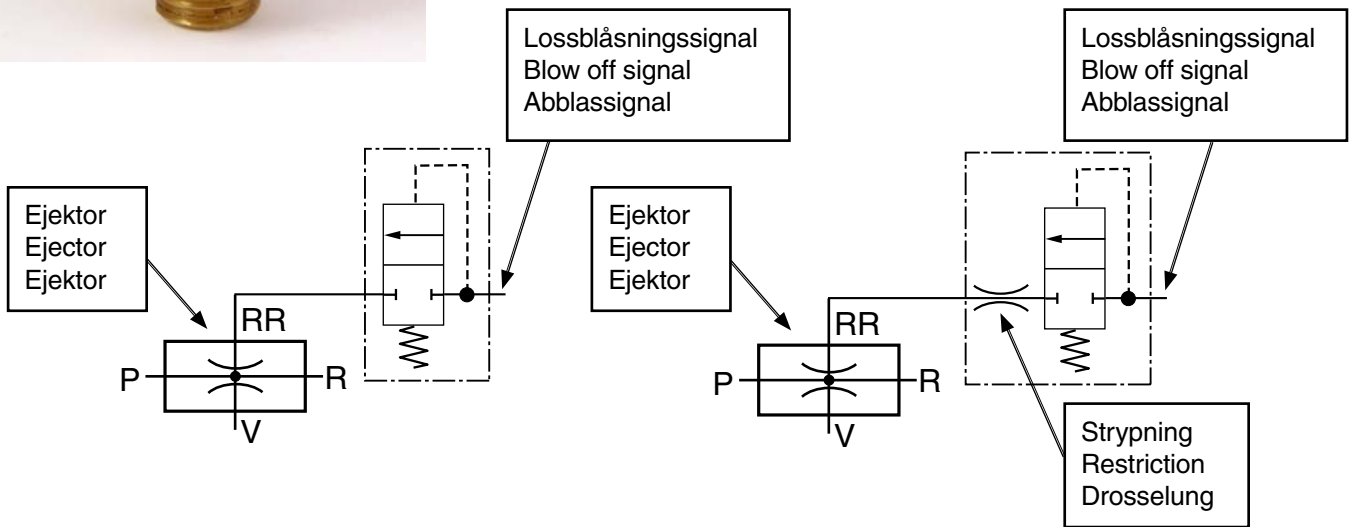 Lossblåsningssignal
Blow off signal
Abblassignal
Ejektor
Ejector
Ejektor
RR
P
R
V
Lossblåsningssignal
Blow off signal
Abblassignal
Ejektor
Ejector
Ejektor
RR
P
R
V
Strypning
Restriction
Drosselung